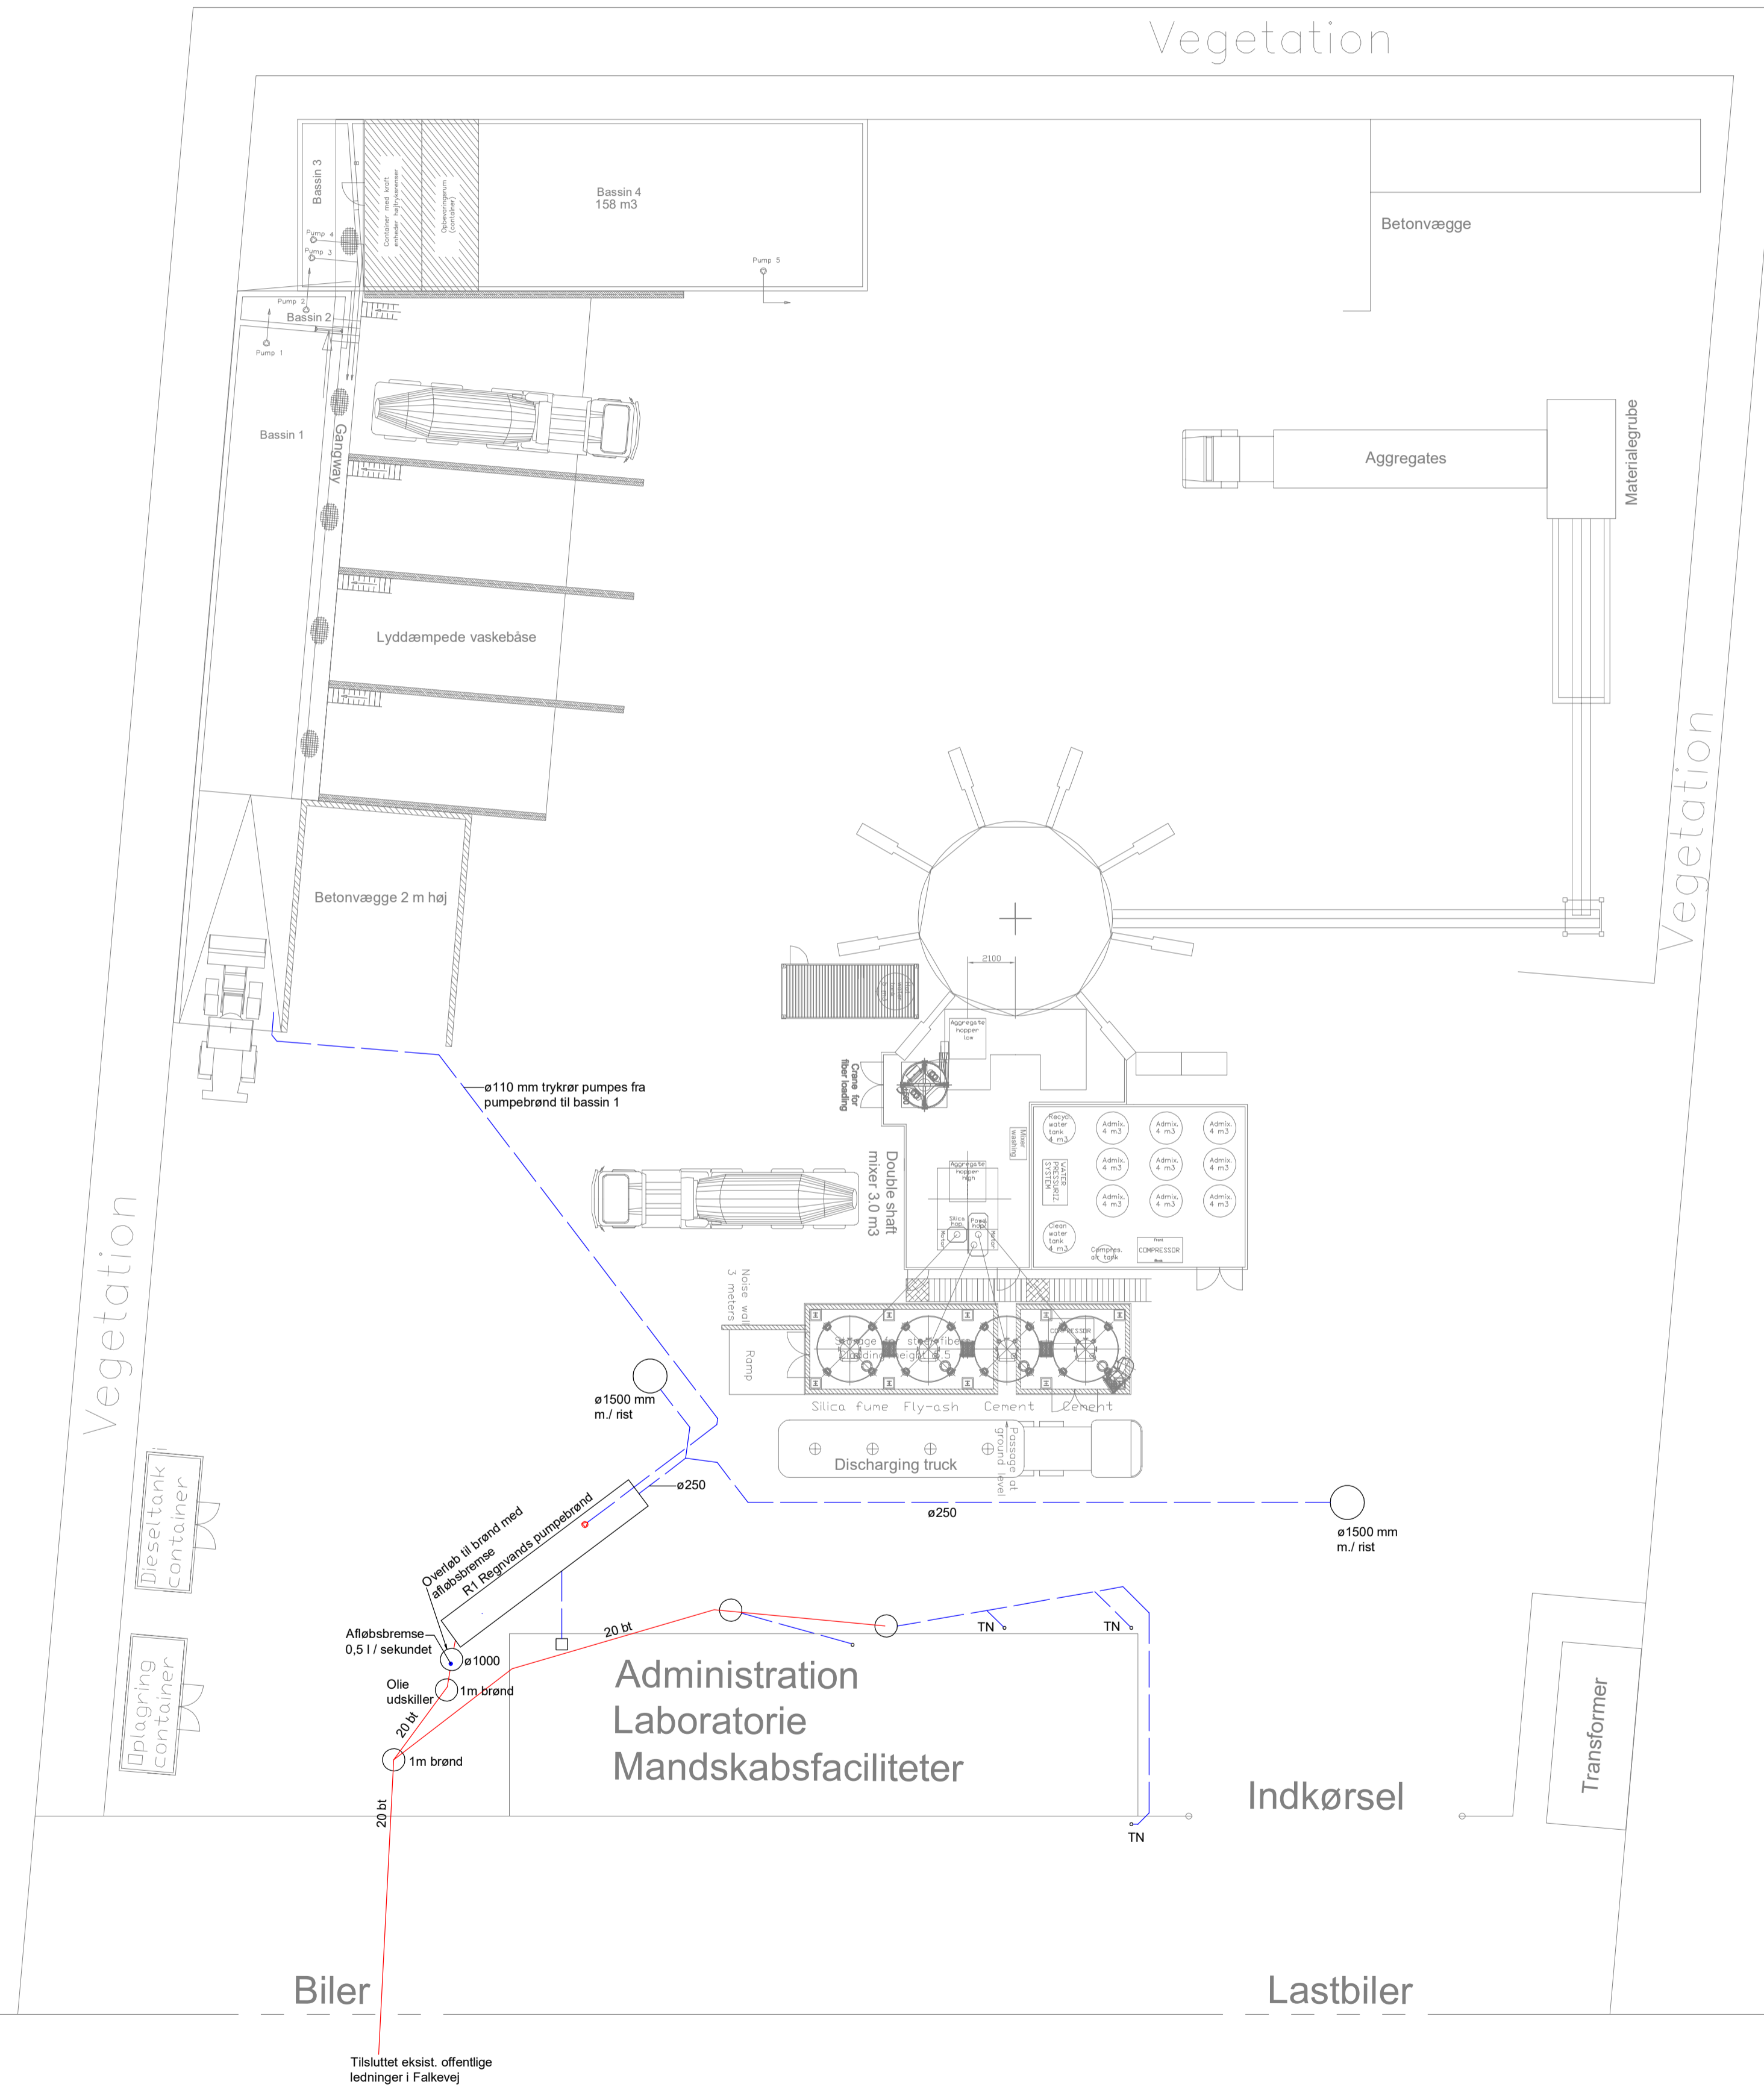 Vegetation
Bassin 3
Container med kraft
enheder højtryksrenser
Opbevaringsrum
(container)
Bassin 4
158 m3
Betonvægge
Pump 4
Pump 3
Pump 5
Pump 2
Bassin 2
Pump 1
Bassin 1
Gangway
Aggregates
Materialegrube
Lyddæmpede vaskebåse
Vegetation
Betonvægge 2 m høj
2100
Aggregate
hopper
low
Crane for
fiber loading
ø110 mm trykrør pumpes fra
pumpebrønd til bassin 1
Mixer
washing
Recycl.
water
tank
4 m3
Admix.
4 m3
Admix.
4 m3
Admix.
4 m3
Double shaft
mixer 3.0 m3
Aggregate
hopper
high
WATER
PRESSURIZ.
SYSTEM
Admix.
4 m3
Admix.
4 m3
Admix.
4 m3
Admix.
4 m3
Admix.
4 m3
Admix.
4 m3
Vegetation
Silica
hop.
Motor
Motor
Clean
water
tank
4 m3
Compres.
air tank
COMPRESSOR
Noise wall
3 meters
Ramp
COMPRESSOR
ø1500 mm
m./ rist
Silica fume
Fly-ash
Cement
Cement
Passage at
ground level
Discharging truck
Dieseltank
container
ø250
ø250
ø1500 mm
m./ rist
Overløb til brønd med
afløbsbremse
R1 Regnvands pumpebrønd
Afløbsbremse
0,5 l / sekundet
20 bt
TN
TN
ø1000
Olie
udskiller
1m brønd
Oplagring
container
20 bt
1m brønd
Administration
Laboratorie
Mandskabsfaciliteter
Transformer
Indkørsel
20 bt
TN
Biler
Lastbiler
Tilsluttet eksist. offentlige
ledninger i Falkevej